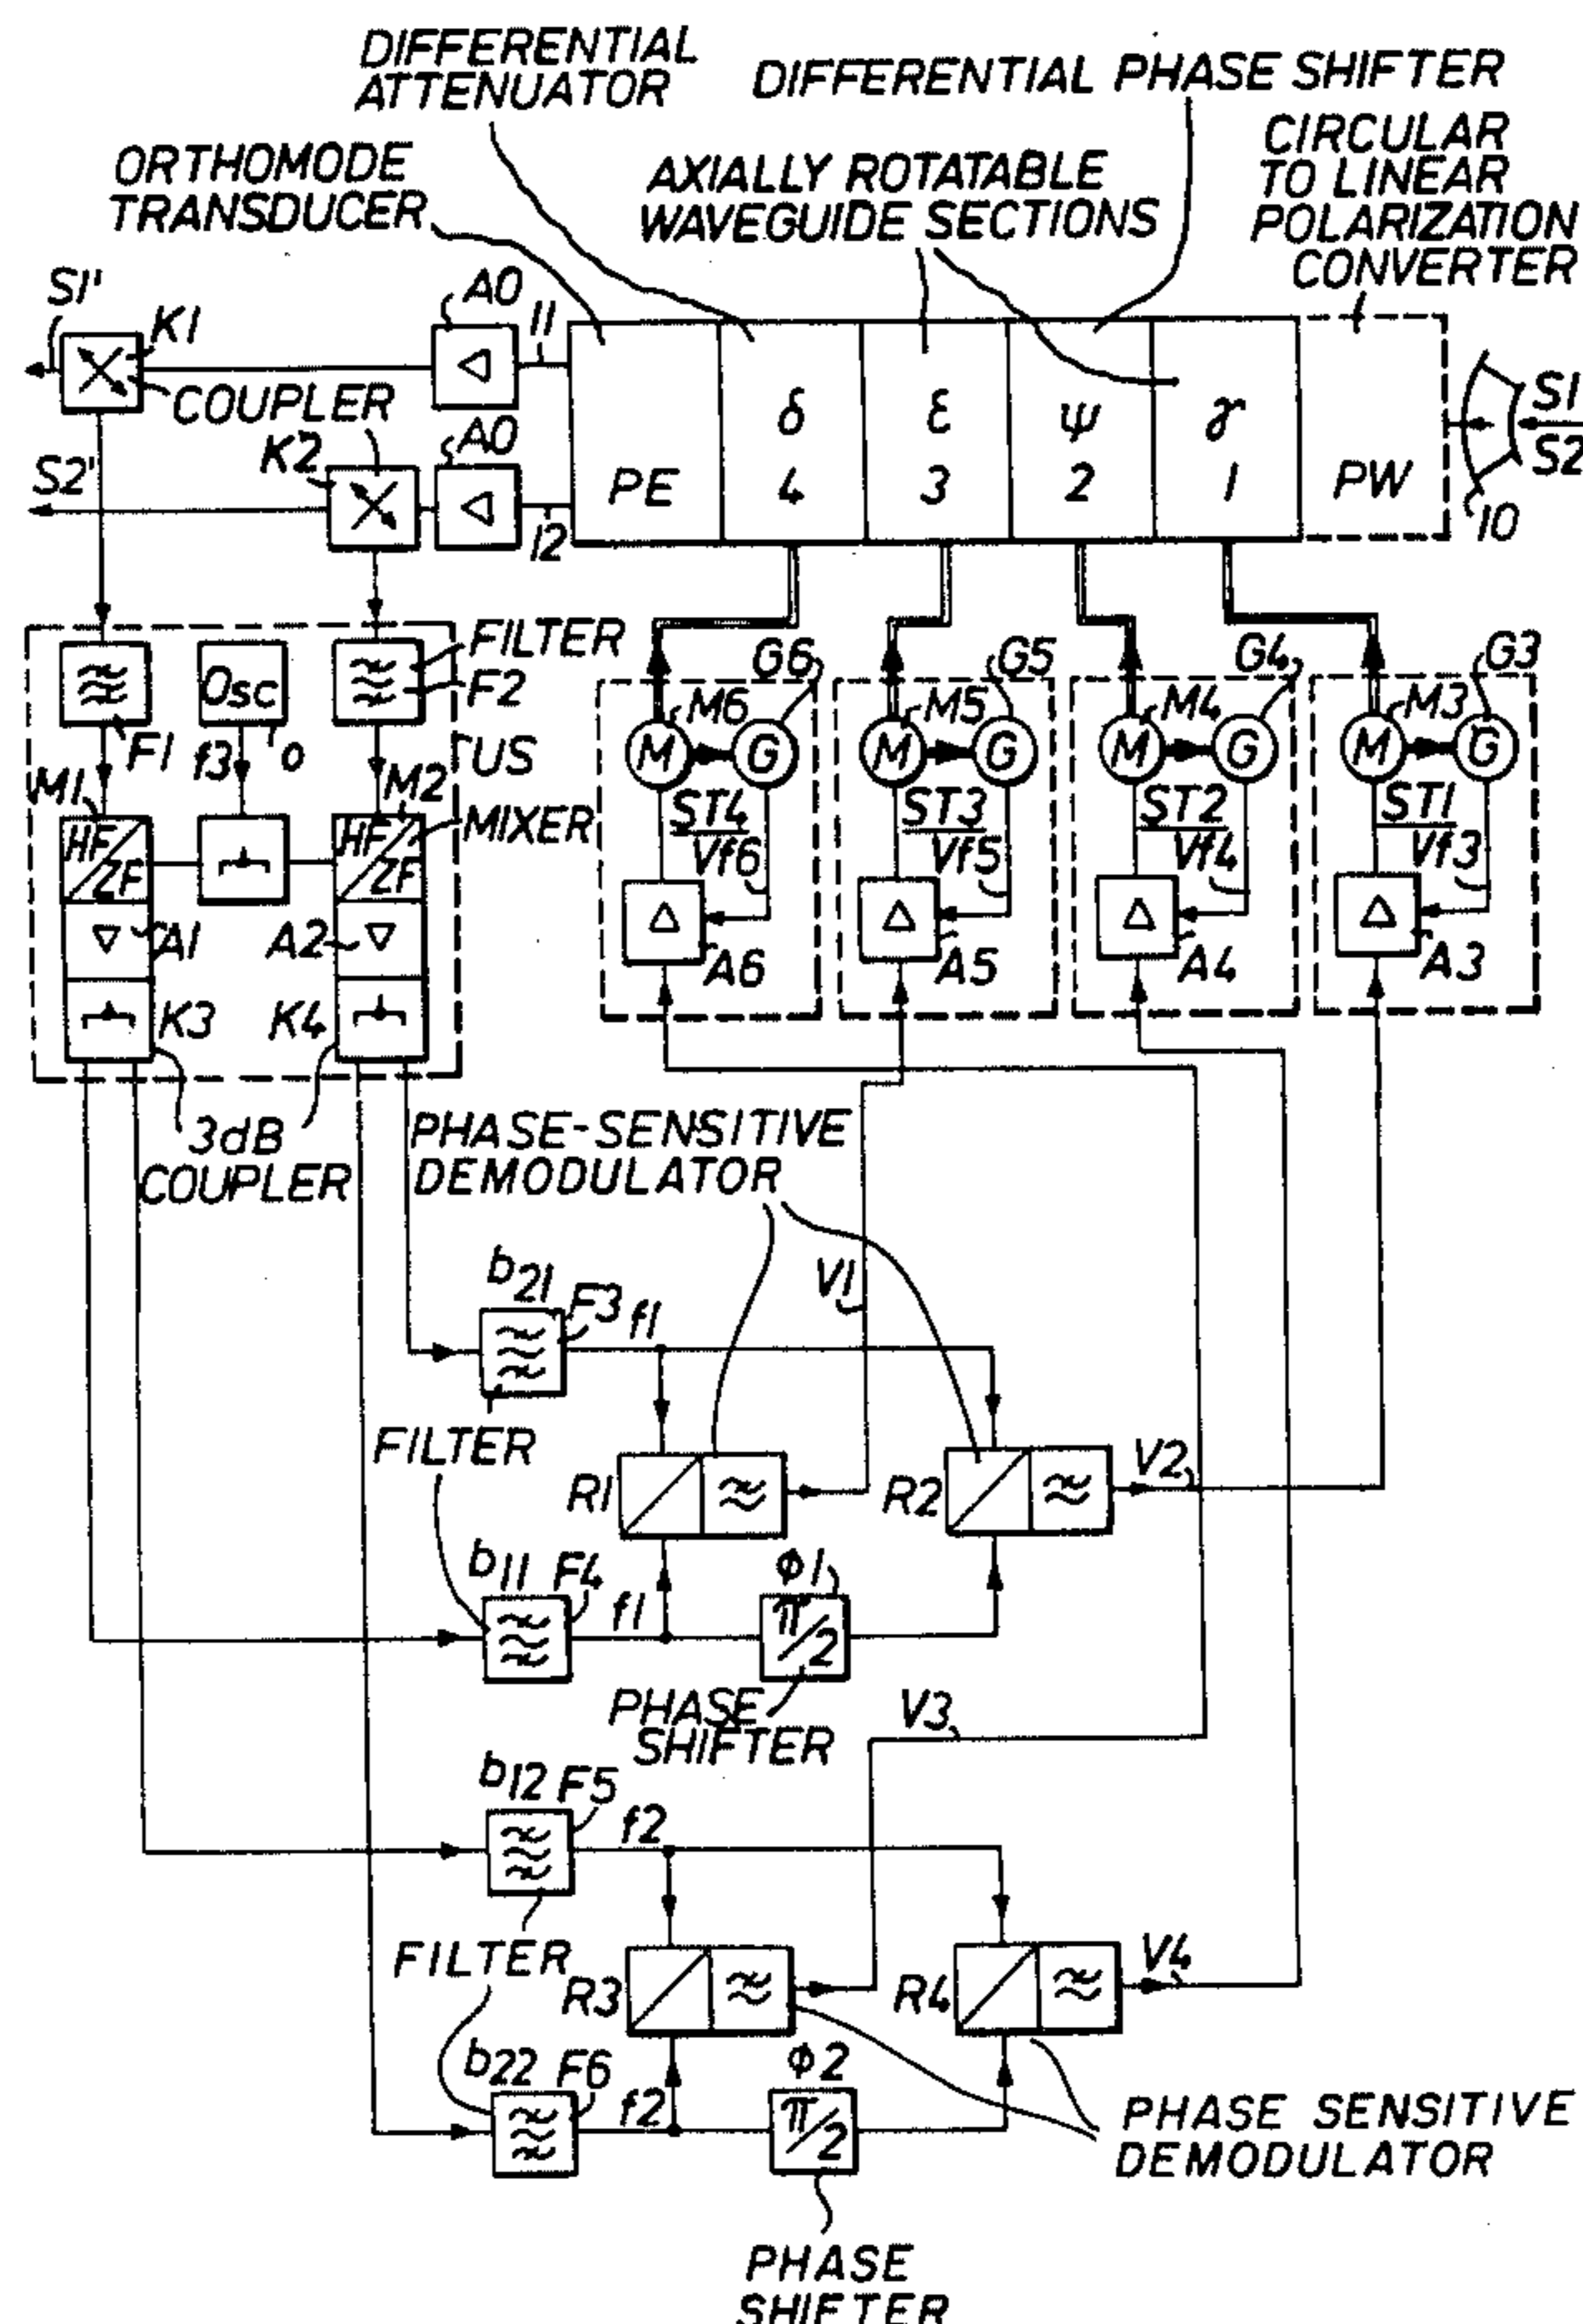 DIFFERENTIAL
ATTENUATOR
DIFFERENTIAL PHASE SHIFTER
ORTHOMODE
TRANSDUCER
AXIALLY ROTATABLE
WAVEGUIDE SECTIONS
CIRCULAR
TO LINEAR
POLARIZATION
CONVERTER
S1'
K1
A0
11
COUPLER
K2
A0
S2'
12
PE
δ
4
ε
3
ψ
2
γ
1
PW
S1
S2
10
FILTER
F2
Osc
F1
f3
o
US
M1
M2
MIXER
HF/ZF
HF/ZF
A1
A2
K3
K4
3dB
COUPLER
G6
G5
G4
G3
M6
M5
M4
M3
M
G
M
G
M
G
M
G
ST4
Vf6
ST3
Vf5
ST2
Vf4
ST1
Vf3
A6
A5
A4
A3
PHASE-SENSITIVE
DEMODULATOR
b21
F3
f1
V1
FILTER
R1
R2
V2
b11
F4
f1
Φ1
π/2
PHASE
SHIFTER
V3
b12
F5
f2
FILTER
R3
R4
V4
b22
F6
f2
Φ2
π/2
PHASE SENSITIVE
DEMODULATOR
PHASE
SHIFTER